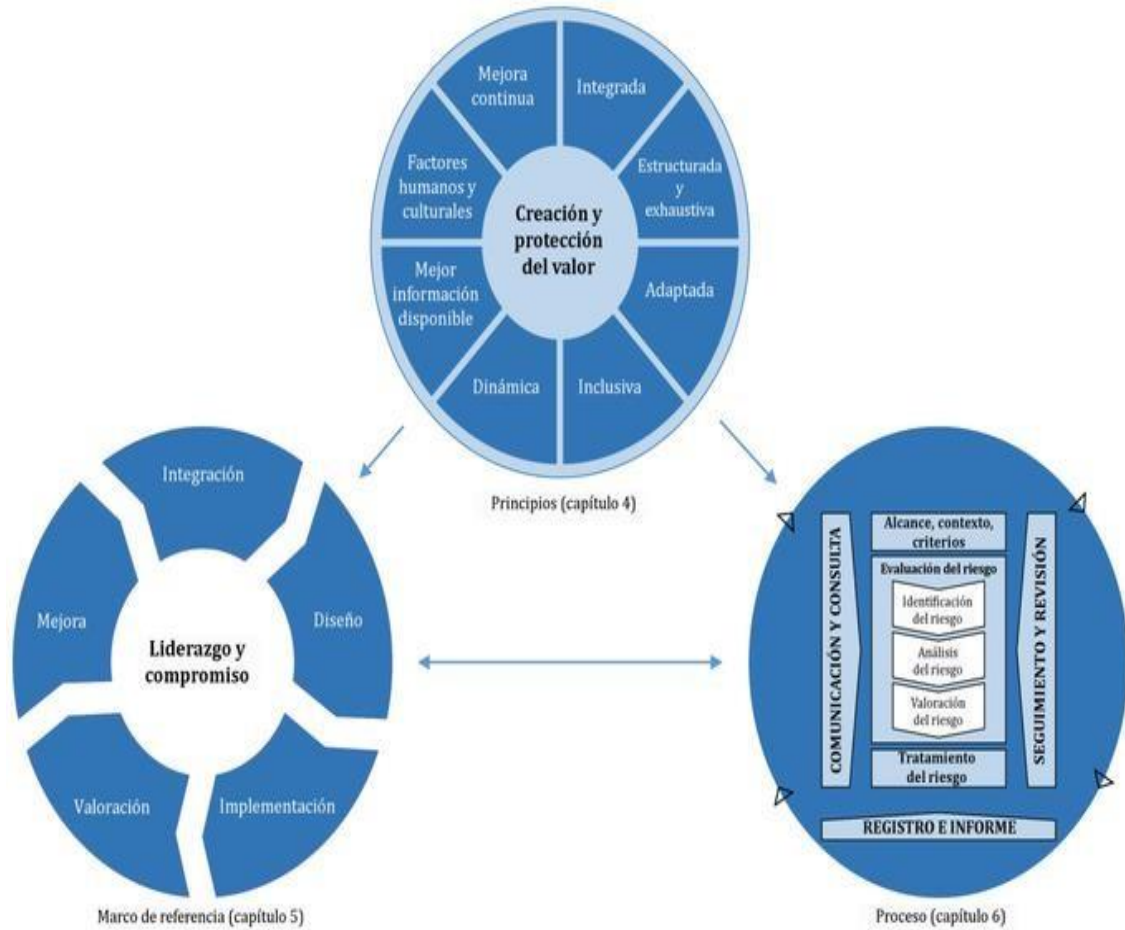 Mejora
continua
Integrada
Estructurada
y
exhaustiva
Adaptada
Inclusiva
Dinámica
Mejor
información
disponible
Factores
humanos y
culturales
Creación y
protección
del valor
Principios (capítulo 4)
Integración
Diseño
Implementación
Valoración
Mejora
Liderazgo y
compromiso
Marco de referencia (capítulo 5)
COMUNICACIÓN Y CONSULTA
Alcance, contexto,
criterios
Evaluación del riesgo
Identificación
del riesgo
Análisis
del riesgo
Valoración
del riesgo
Tratamiento
del riesgo
SEGUIMIENTO Y REVISIÓN
REGISTRO E INFORME
Proceso (capítulo 6)